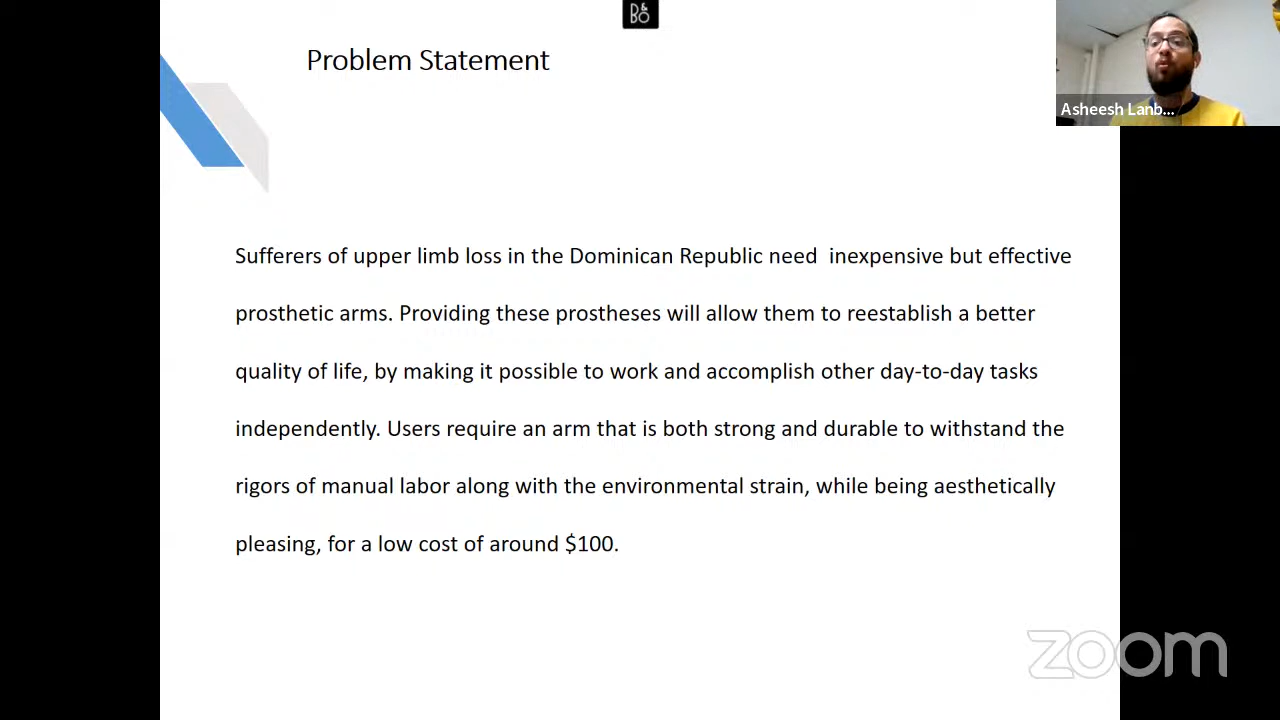 B&
BO
Problem Statement
Asheesh Lanb...
Sufferers of upper limb loss in the Dominican Republic need  inexpensive but effective
prosthetic arms. Providing these prostheses will allow them to reestablish a better
quality of life, by making it possible to work and accomplish other day-to-day tasks
independently. Users require an arm that is both strong and durable to withstand the
rigors of manual labor along with the environmental strain, while being aesthetically
pleasing, for a low cost of around $100.
zoom